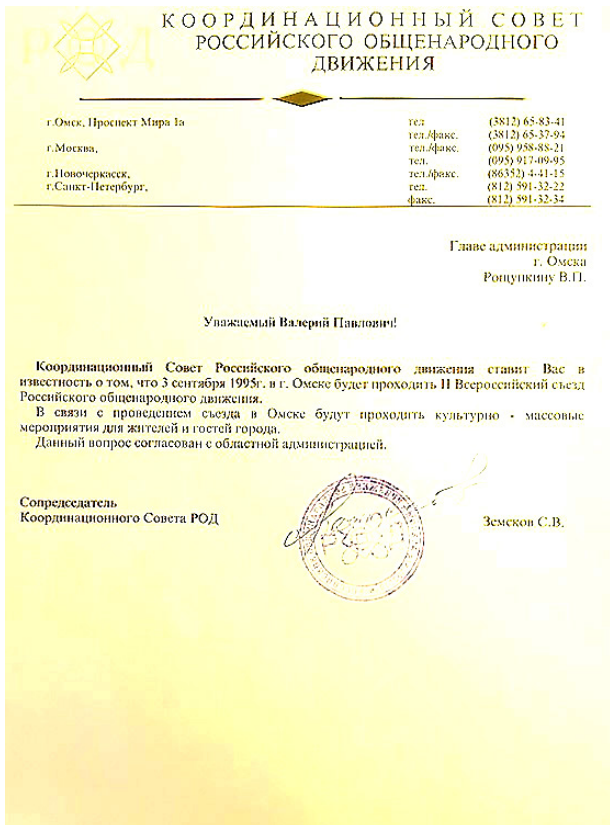 РОД
КООРДИНАЦИОННЫЙ СОВЕТ
РОССИЙСКОГО ОБЩЕНАРОДНОГО
ДВИЖЕНИЯ
г.Омск, Проспект Мира 1а тел (3812) 65-83-41
тел./факс. (3812) 65-37-94
г.Москва, тел./факс. (095) 958-88-21
тел. (095) 917-09-95
г.Новочеркасск, тел./факс. (86352) 4-41-15
г.Санкт-Петербург, тел. (812) 591-32-22
факс. (812) 591-32-34
Главе администрации
г. Омска
Рощупкину В.П.
Уважаемый Валерий Павлович!
Координационный Совет Российского общенародного движения ставит Вас в
известность о том, что 3 сентября 1995г. в г. Омске будет проходить II Всероссийский съезд
Российского общенародного движения.
В связи с проведением съезда в Омске будут проходить культурно - массовые
мероприятия для жителей и гостей города.
Данный вопрос согласован с областной администрацией.
Сопредседатель
Координационного Совета РОД Земсков С.В.